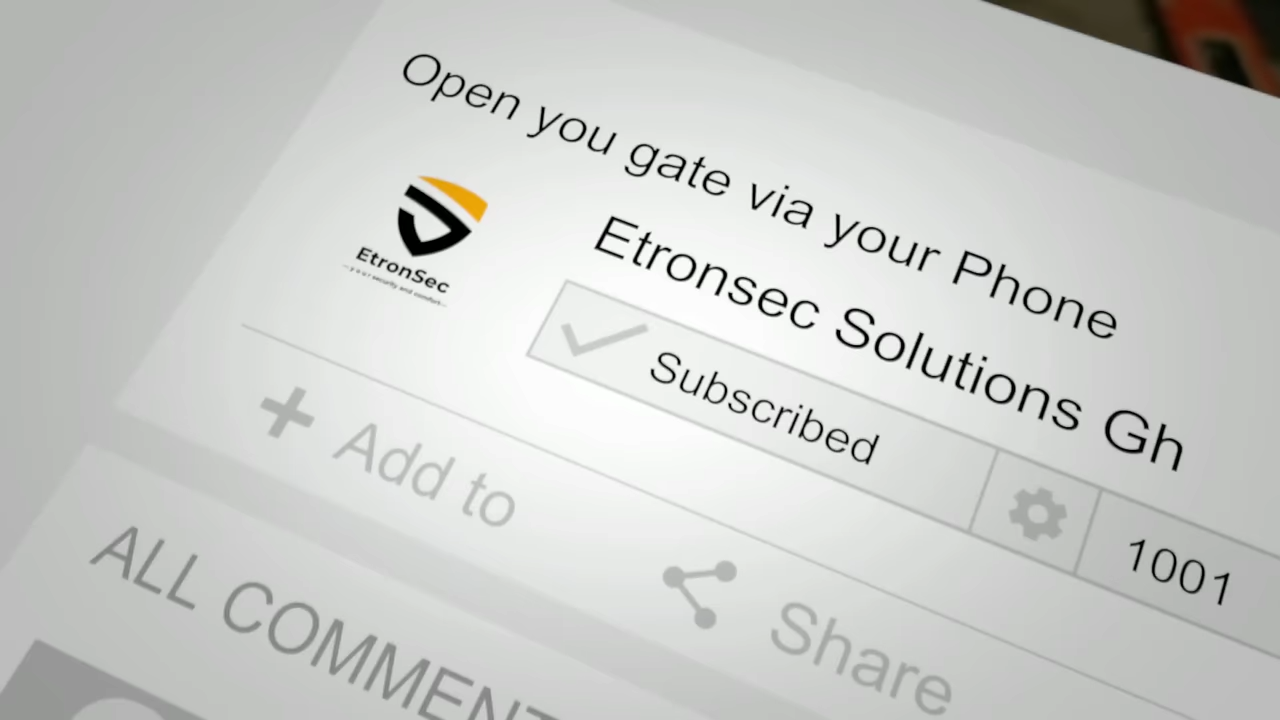 Open you gate via your Phone
EtronSec
Etronsec Solutions Gh
Subscribed
1001
Add to
Share
ALL COMMENT